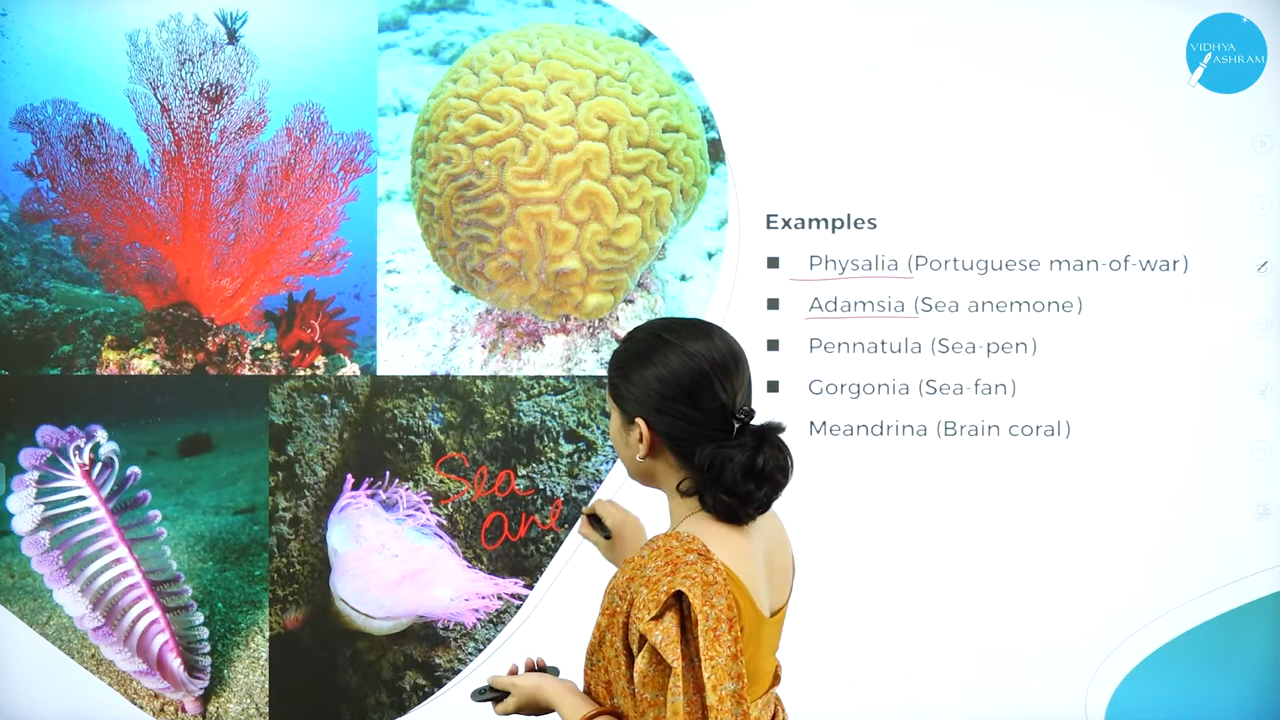 VIDHYA
ASHRAM
Examples
Physalia (Portuguese man-of-war)
Adamsia (Sea anemone)
Pennatula (Sea-pen)
Gorgonia (Sea-fan)
Meandrina (Brain coral)
Sea
ane